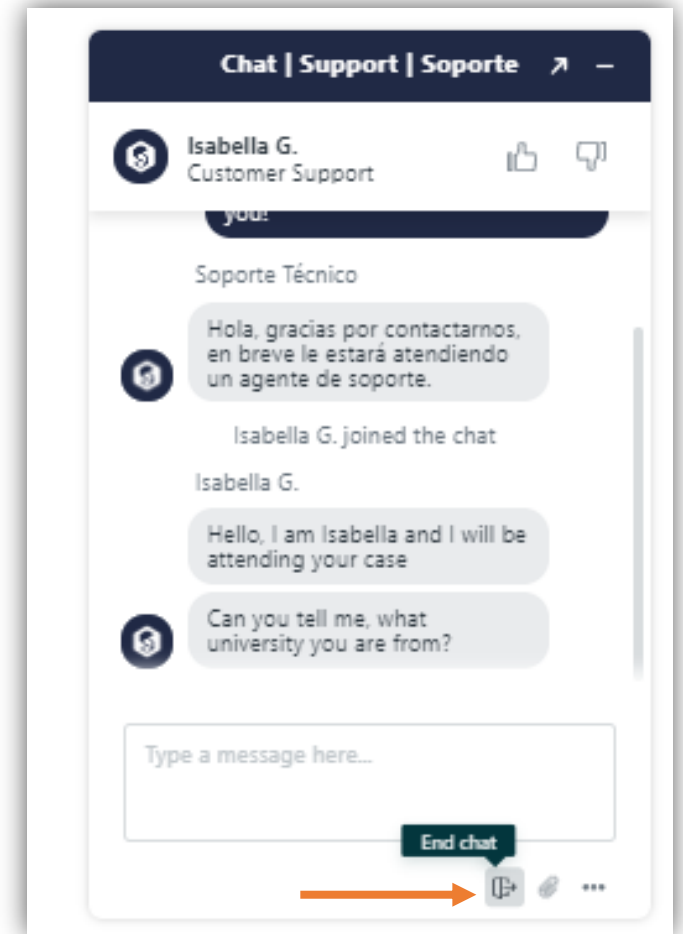 Chat | Support | Soporte
Isabella G.
Customer Support
you!
Soporte Técnico
Hola, gracias por contactarnos,
en breve le estará atendiendo
un agente de soporte.
Isabella G. joined the chat
Isabella G.
Hello, I am Isabella and I will be
attending your case
Can you tell me, what
university you are from?
Type a message here...
End chat